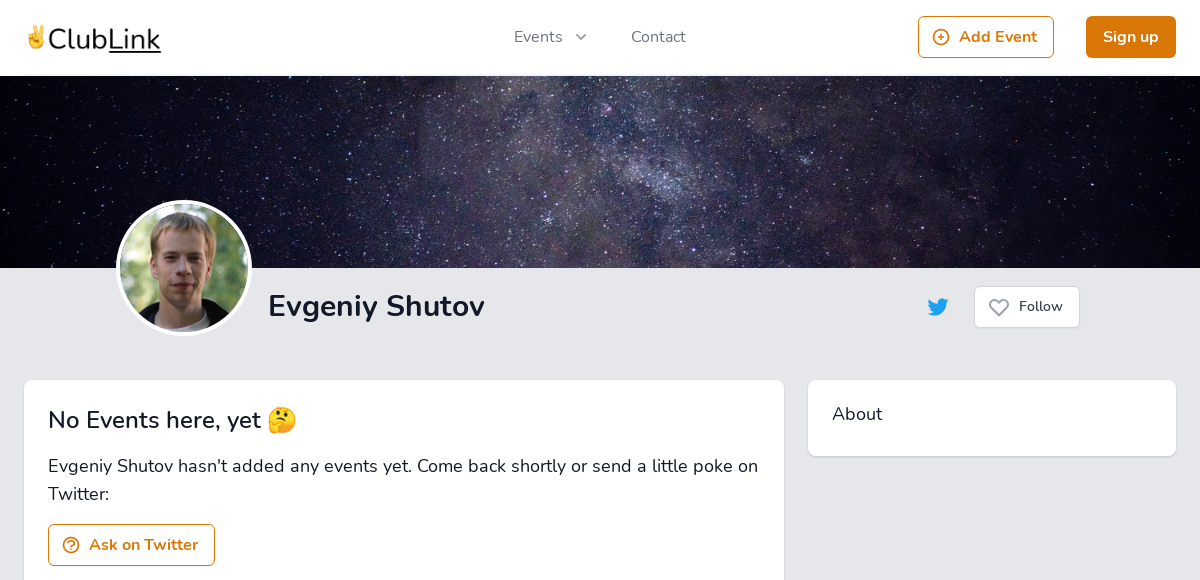 ✌️ClubLink
Events
Contact
Add Event
Sign up
Evgeniy Shutov
Follow
No Events here, yet 🤔
Evgeniy Shutov hasn't added any events yet. Come back shortly or send a little poke on
Twitter:
Ask on Twitter
About